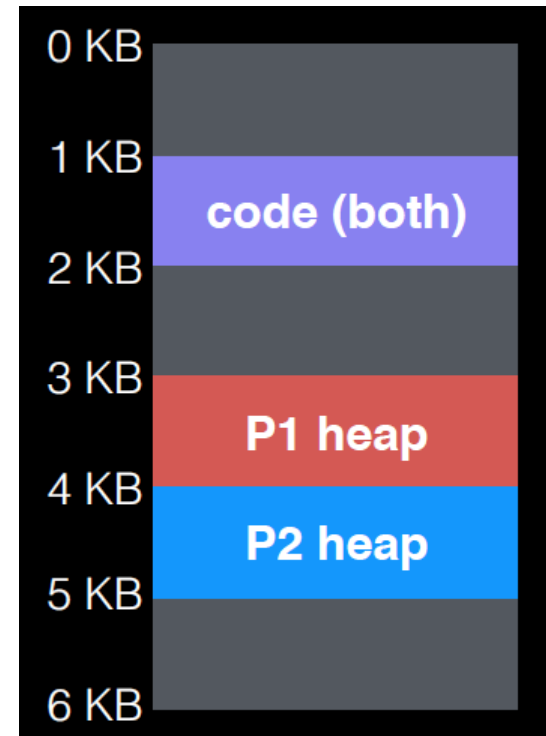 0 KB
1 KB
code (both)
2 KB
3 KB
P1 heap
4 KB
P2 heap
5 KB
6 KB